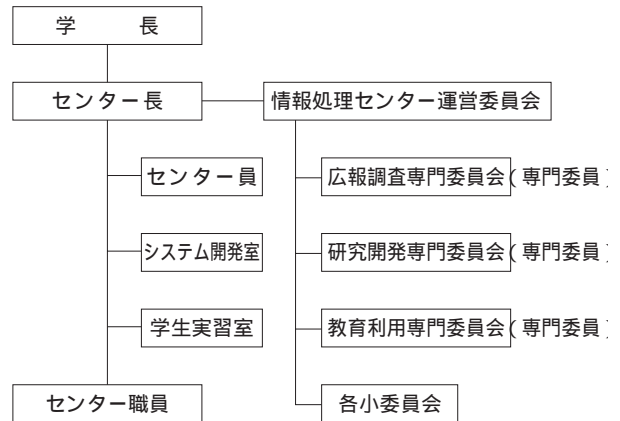 学　　長
センター長
情報処理センター運営委員会
センター員
広報調査専門委員会（専門委員）
システム開発室
研究開発専門委員会（専門委員）
学生実習室
教育利用専門委員会（専門委員）
センター職員
各小委員会